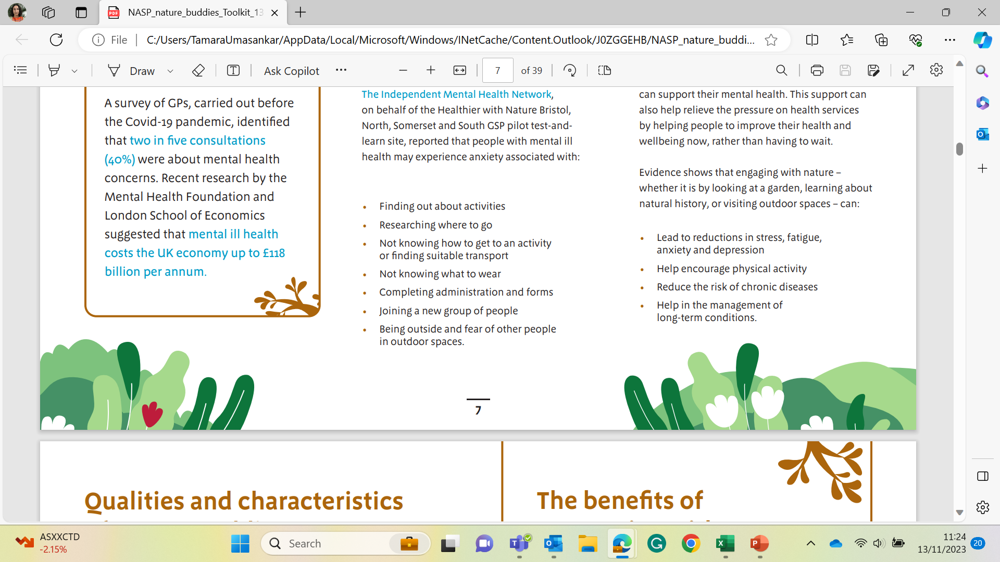 NASP_nature_buddies_Toolkit_13
File
C:/Users/TamaraUmasankar/AppData/Local/Microsoft/Windows/INetCache/Content.Outlook/J0ZGGEHB/NASP_nature_buddi...
Draw
Ask Copilot
7 of 39
A survey of GPs, carried out before
the Covid-19 pandemic, identified
that two in five consultations
(40%) were about mental health
concerns. Recent research by the
Mental Health Foundation and
London School of Economics
suggested that mental ill health
costs the UK economy up to £118
billion per annum.
The Independent Mental Health Network,
on behalf of the Healthier with Nature Bristol,
North, Somerset and South GSP pilot test-and-
learn site, reported that people with mental ill
health may experience anxiety associated with:
• Finding out about activities
• Researching where to go
• Not knowing how to get to an activity
or finding suitable transport
• Not knowing what to wear
• Completing administration and forms
• Joining a new group of people
• Being outside and fear of other people
in outdoor spaces.
can support their mental health. This support can
also help relieve the pressure on health services
by helping people to improve their health and
wellbeing now, rather than having to wait.
Evidence shows that engaging with nature –
whether it is by looking at a garden, learning about
natural history, or visiting outdoor spaces – can:
• Lead to reductions in stress, fatigue,
anxiety and depression
• Help encourage physical activity
• Reduce the risk of chronic diseases
• Help in the management of
long-term conditions.
7
Qualities and characteristics
The benefits of
ASXXCTD
-2.15%
Search
11:24
13/11/2023
20